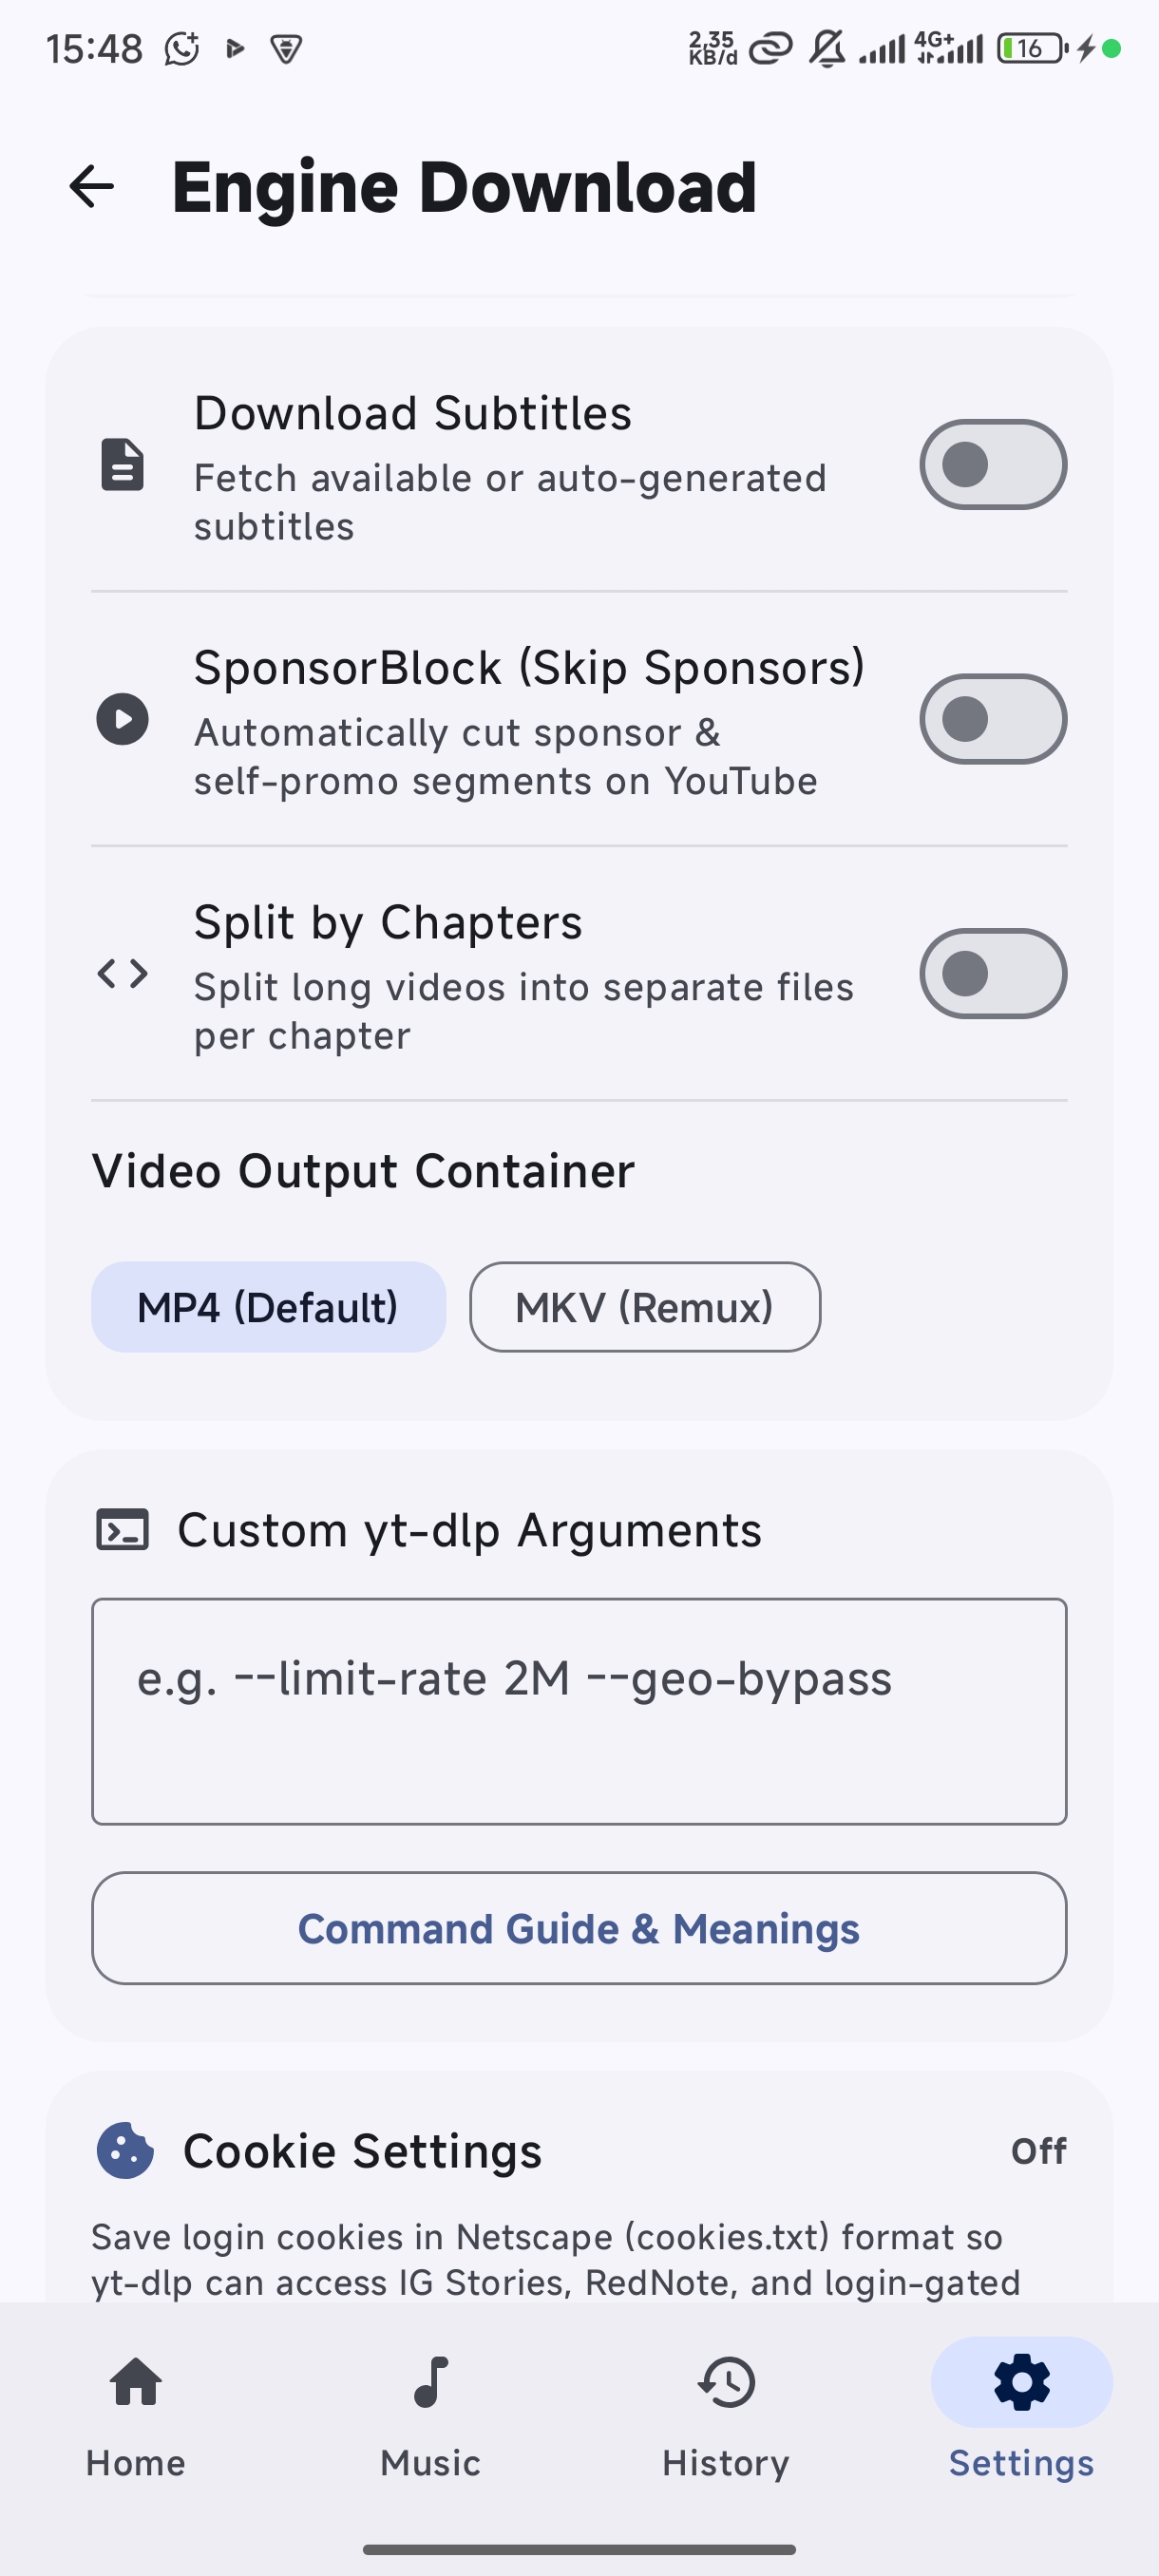 15:48
2.35
KB/d
4G+
16
Engine Download
Download Subtitles
Fetch available or auto-generated
subtitles
SponsorBlock (Skip Sponsors)
Automatically cut sponsor &
self-promo segments on YouTube
Split by Chapters
Split long videos into separate files
per chapter
Video Output Container
MP4 (Default)
MKV (Remux)
Custom yt-dlp Arguments
e.g. --limit-rate 2M --geo-bypass
Command Guide & Meanings
Cookie Settings
Off
Save login cookies in Netscape (cookies.txt) format so
yt-dlp can access IG Stories, RedNote, and login-gated
Home
Music
History
Settings